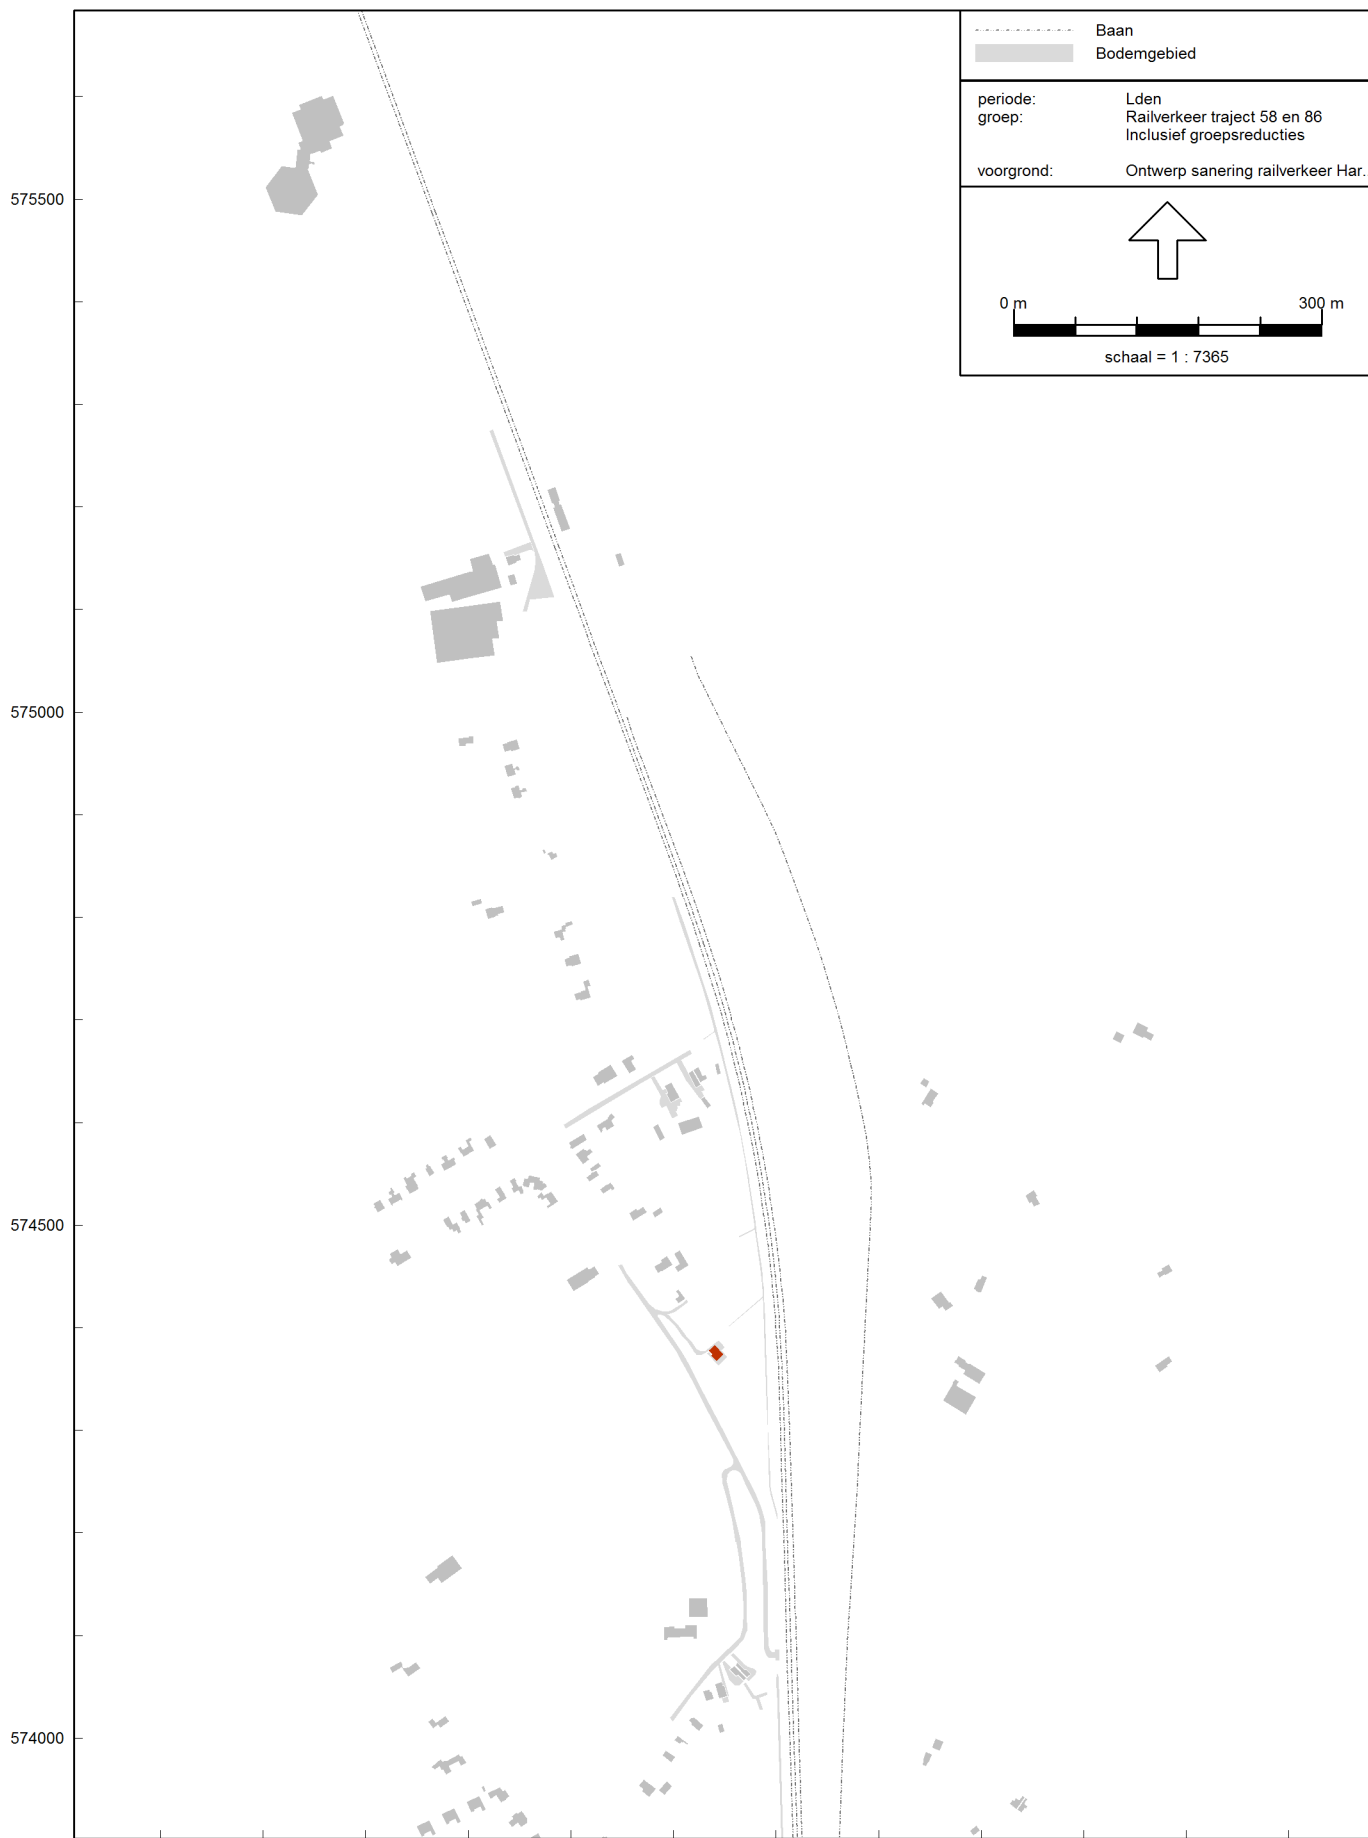 Baan
Bodemgebied
periode: Lden
groep: Railverkeer traject 58 en 86
Inclusief groepsreducties
voorgrond: Ontwerp sanering railverkeer Har..
0 m 300 m
schaal = 1 : 7365
575500
575000
574500
574000